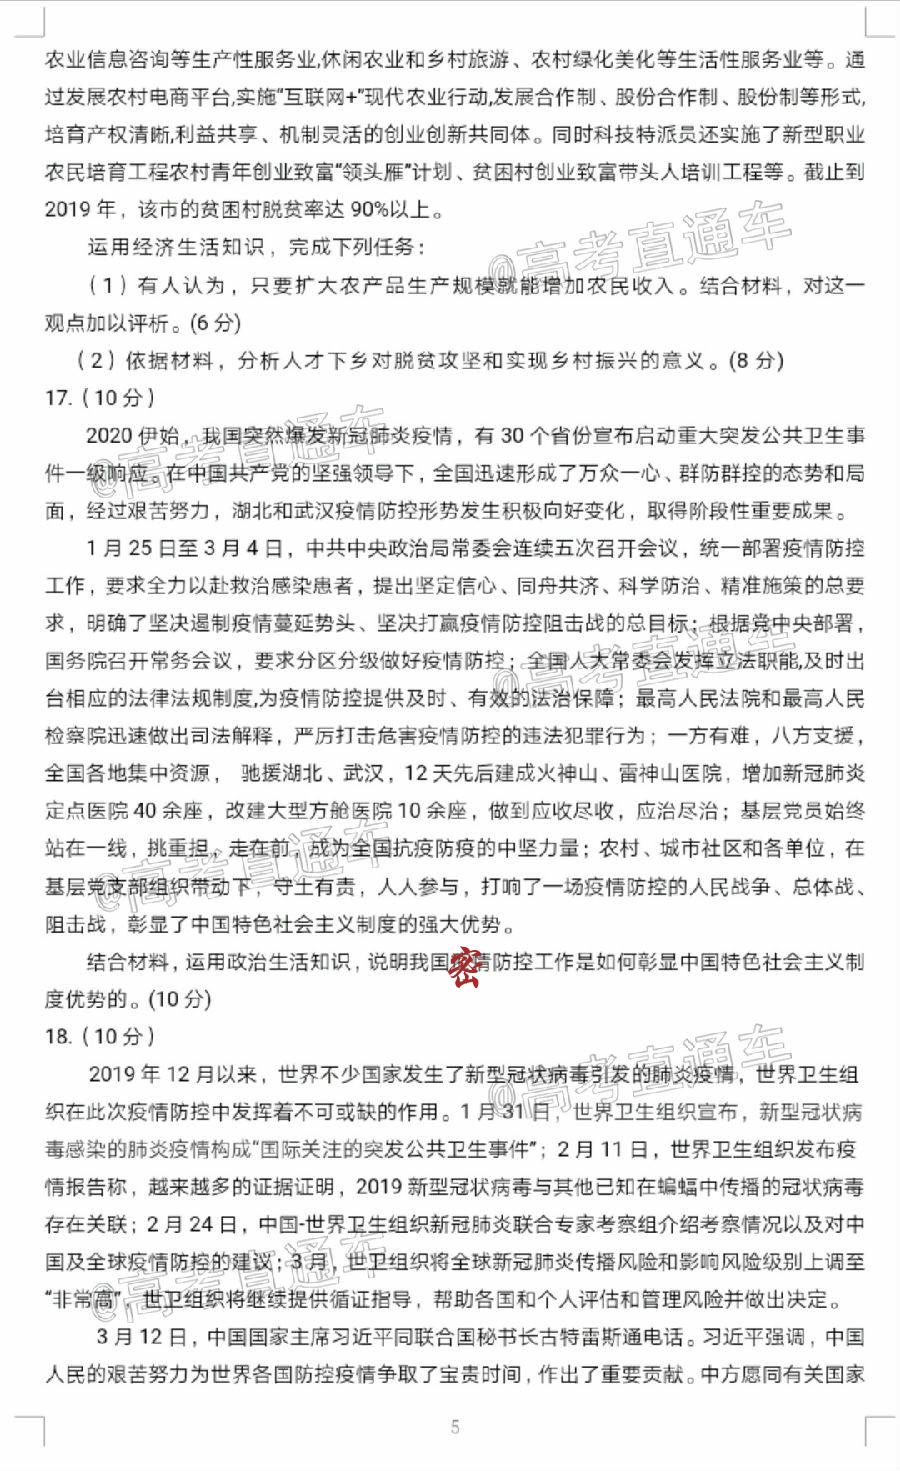 农业信息咨询等生产性服务业,休闲农业和乡村旅游、农村绿化美化等生活性服务业等。通
过发展农村电商平台,实施“互联网+”现代农业行动,发展合作制、股份合作制、股份制等形式,
培育产权清晰,利益共享、机制灵活的创业创新共同体。同时科技特派员还实施了新型职业
农民培育工程农村青年创业致富“领头雁”计划、贫困村创业致富带头人培训工程等。截止到
2019 年，该市的贫困村脱贫率达 90%以上。
运用经济生活知识，完成下列任务：
（1）有人认为，只要扩大农产品生产规模就能增加农民收入。结合材料，对这一
观点加以评析。(6 分)
（2）依据材料，分析人才下乡对脱贫攻坚和实现乡村振兴的意义。(8 分)
17.（10 分）
2020 伊始，我国突然爆发新冠肺炎疫情，有 30 个省份宣布启动重大突发公共卫生事
件一级响应。在中国共产党的坚强领导下，全国迅速形成了万众一心、群防群控的态势和局
面，经过艰苦努力，湖北和武汉疫情防控形势发生积极向好变化，取得阶段性重要成果。
1 月 25 日至 3 月 4 日，中共中央政治局常委会连续五次召开会议，统一部署疫情防控
工作，要求全力以赴救治感染患者，提出坚定信心、同舟共济、科学防治、精准施策的总要
求，明确了坚决遏制疫情蔓延势头、坚决打赢疫情防控阻击战的总目标；根据党中央部署，
国务院召开常务会议，要求分区分级做好疫情防控；全国人大常委会发挥立法职能,及时出
台相应的法律法规制度,为疫情防控提供及时、有效的法治保障；最高人民法院和最高人民
检察院迅速做出司法解释，严厉打击危害疫情防控的违法犯罪行为；一方有难，八方支援，
全国各地集中资源， 驰援湖北、武汉，12 天先后建成火神山、雷神山医院，增加新冠肺炎
定点医院 40 余座，改建大型方舱医院 10 余座，做到应收尽收，应治尽治；基层党员始终
站在一线，挑重担，走在前，成为全国抗疫防疫的中坚力量；农村、城市社区和各单位，在
基层党支部组织带动下，守土有责，人人参与，打响了一场疫情防控的人民战争、总体战、
阻击战，彰显了中国特色社会主义制度的强大优势。
结合材料，运用政治生活知识，说明我国密情防控工作是如何彰显中国特色社会主义制
度优势的。(10 分)
18.（10 分）
2019 年 12 月以来，世界不少国家发生了新型冠状病毒引发的肺炎疫情，世界卫生组
织在此次疫情防控中发挥着不可或缺的作用。1 月 31 日，世界卫生组织宣布，新型冠状病
毒感染的肺炎疫情构成“国际关注的突发公共卫生事件”；2 月 11 日，世界卫生组织发布疫
情报告称，越来越多的证据证明，2019 新型冠状病毒与其他已知在蝙蝠中传播的冠状病毒
存在关联；2 月 24 日，中国-世界卫生组织新冠肺炎联合专家考察组介绍考察情况以及对中
国及全球疫情防控的建议；3 月，世卫组织将全球新冠肺炎传播风险和影响风险级别上调至
“非常高”，世卫组织将继续提供循证指导，帮助各国和个人评估和管理风险并做出决定。
3 月 12 日，中国国家主席习近平同联合国秘书长古特雷斯通电话。习近平强调，中国
人民的艰苦努力为世界各国防控疫情争取了宝贵时间，作出了重要贡献。中方愿同有关国家
5
@高考直通车
@高考直通车
@高考直通车
@高考直通车
@高考直通车
@高考直通车